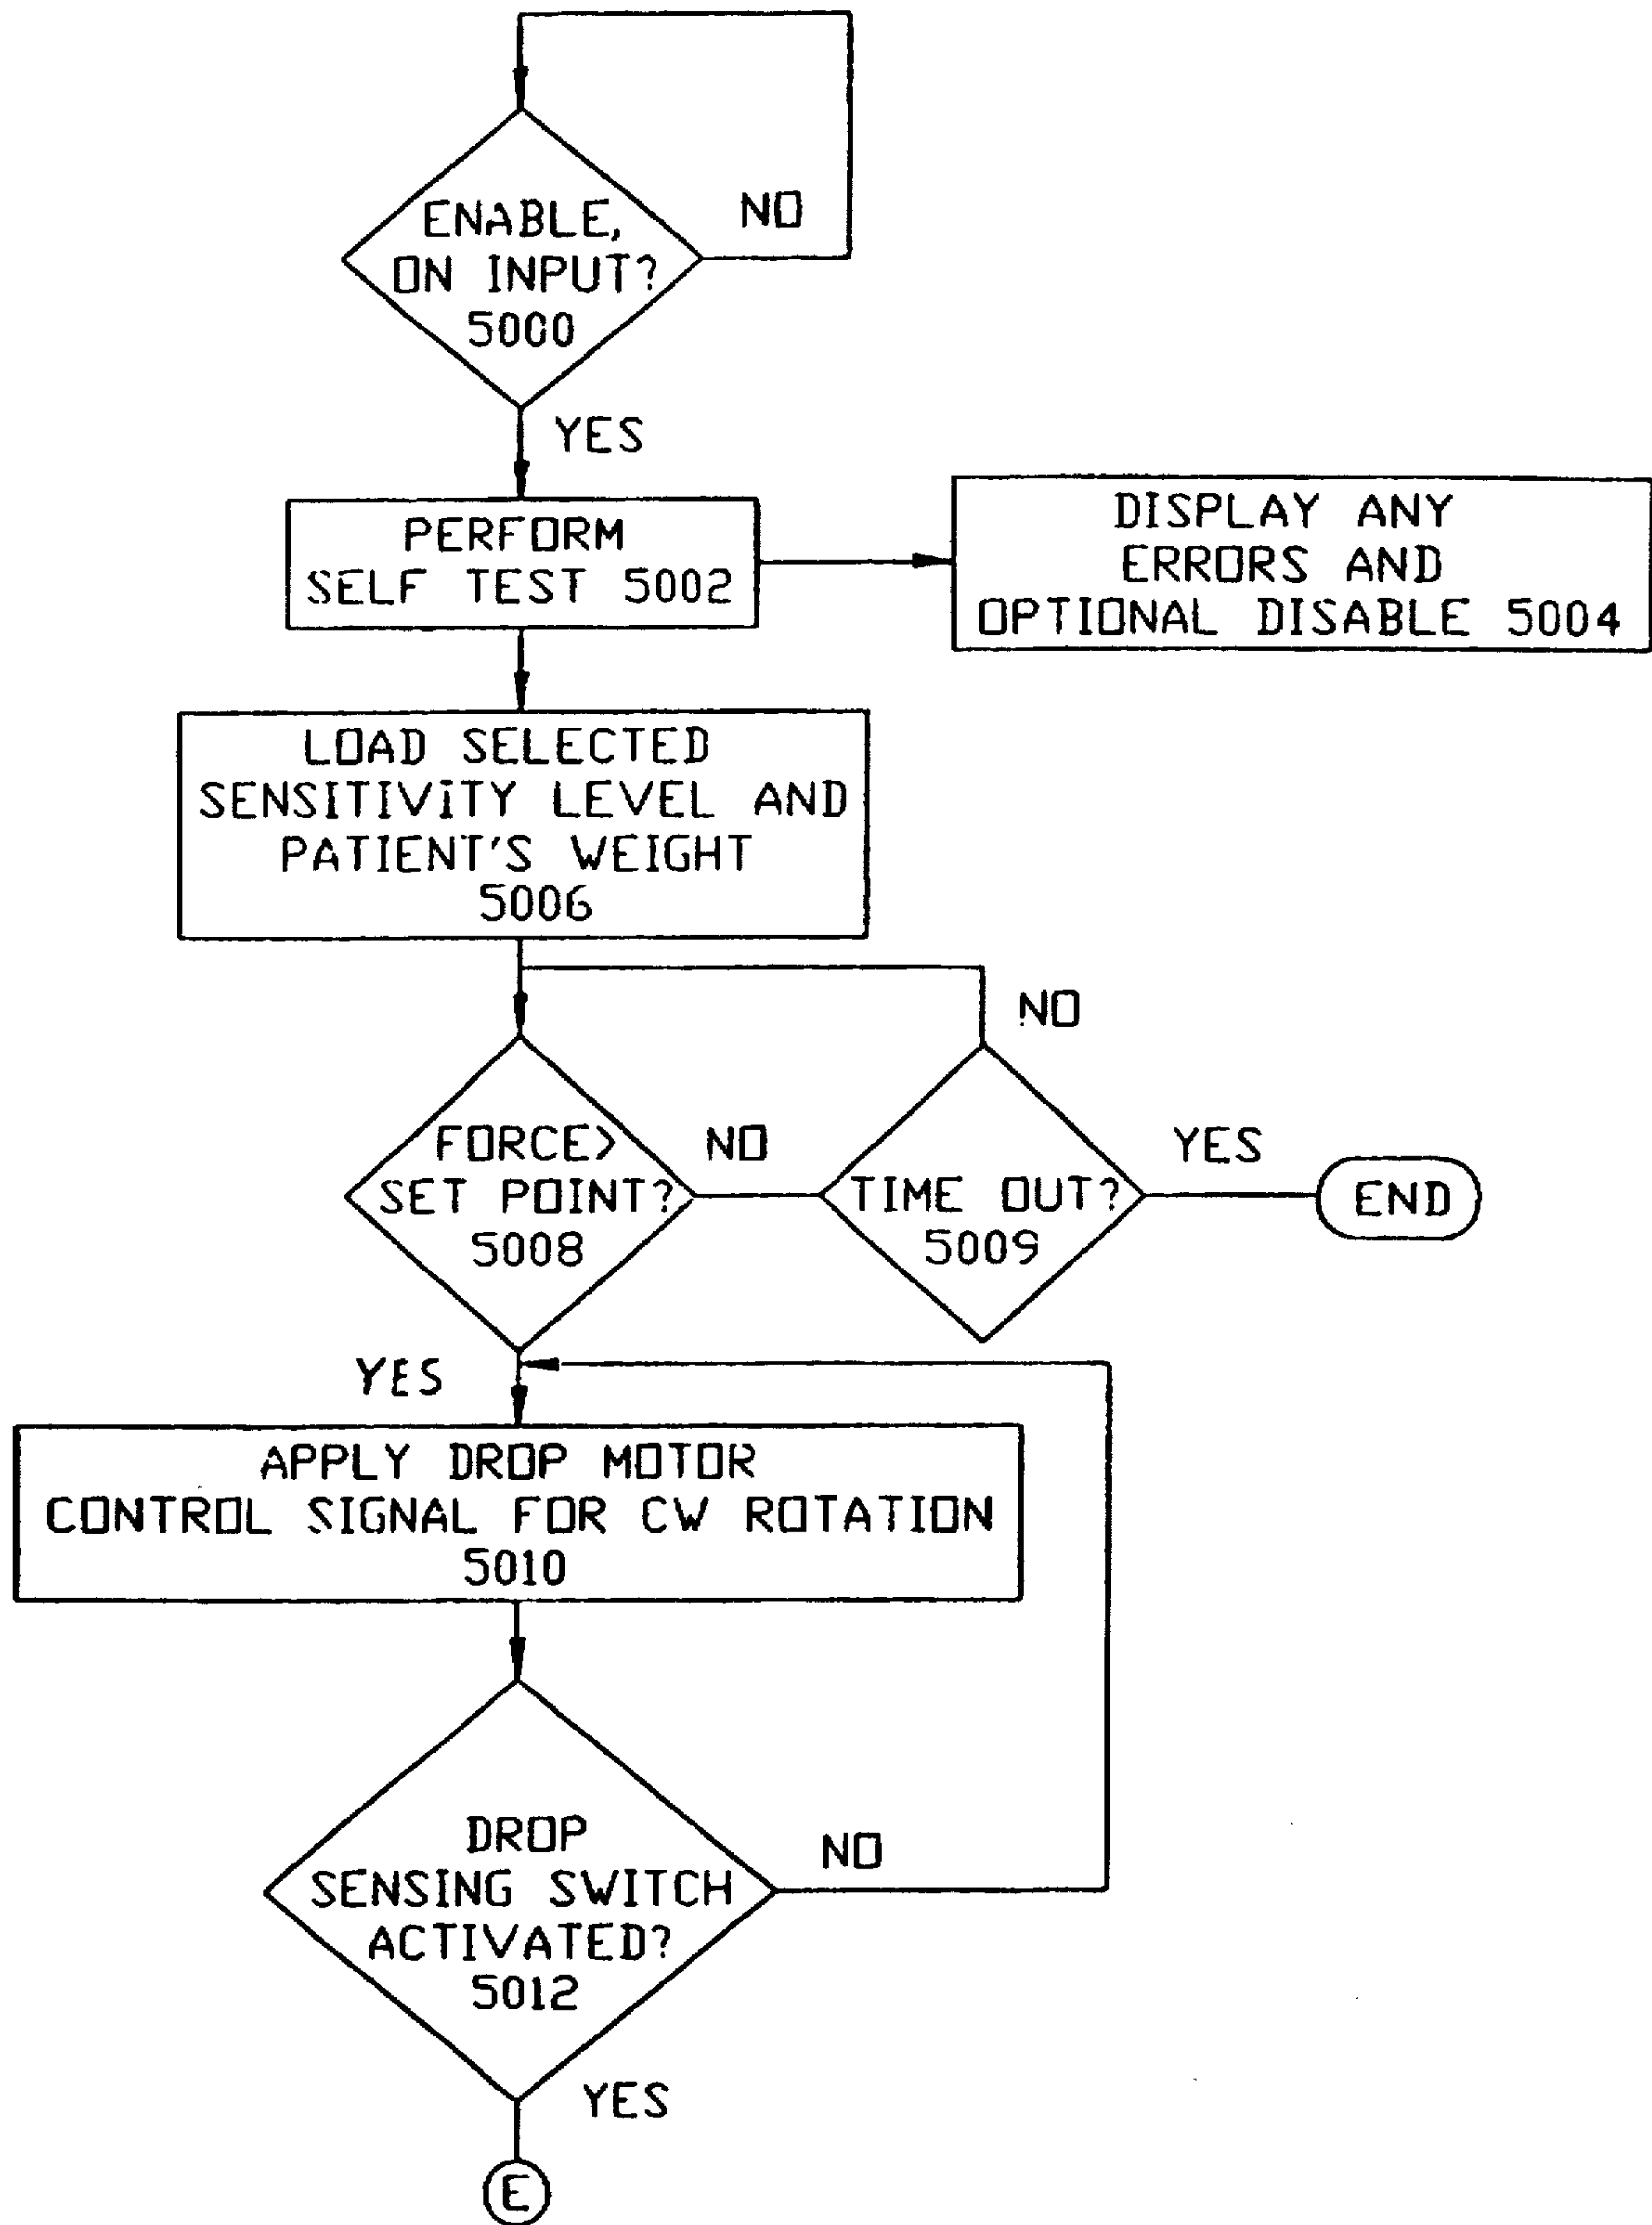 ENABLE,
ON INPUT?
5000
NO
YES
PERFORM
SELF TEST 5002
DISPLAY ANY
ERRORS AND
OPTIONAL DISABLE 5004
LOAD SELECTED
SENSITIVITY LEVEL AND
PATIENT'S WEIGHT
5006
FORCE>
SET POINT?
5008
NO
NO
TIME OUT?
5009
YES
END
YES
APPLY DROP MOTOR
CONTROL SIGNAL FOR CW ROTATION
5010
DROP
SENSING SWITCH
ACTIVATED?
5012
NO
YES
E